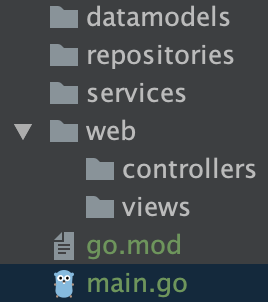 datamodels
repositories
services
web
controllers
views
go.mod
main.go